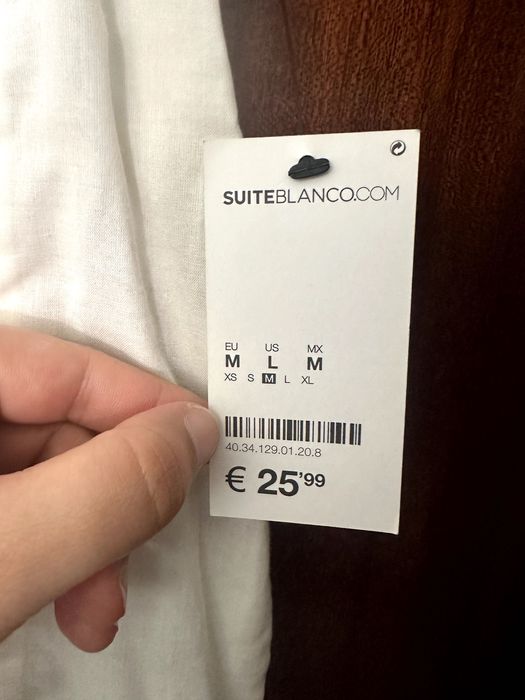 SUITEBLANCO.COM
EU US MX
M L M
XS S M L XL
40.34.129.01.20.8
€ 25'99